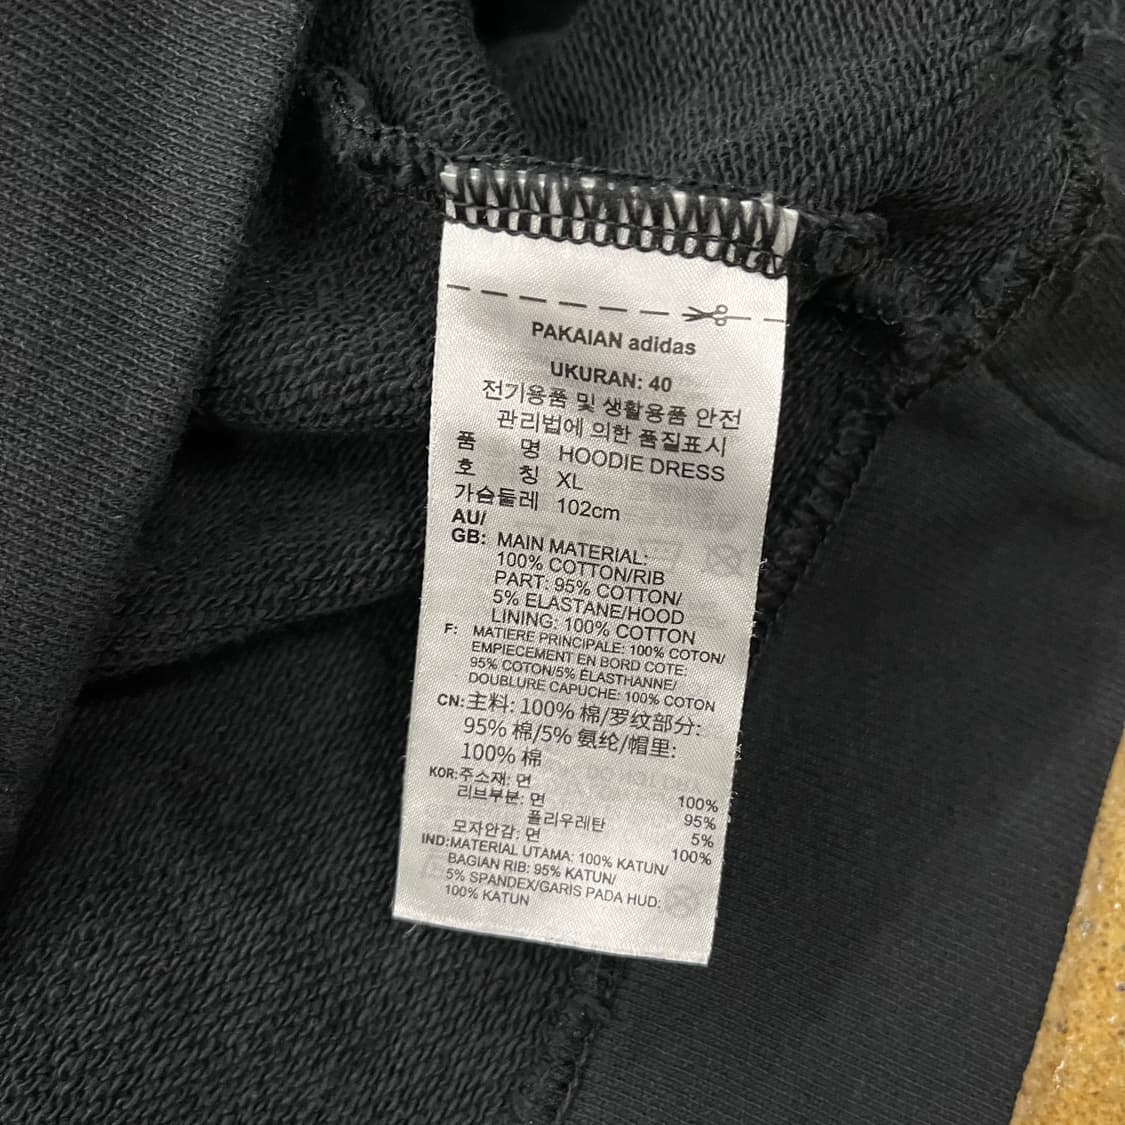 PAKAIAN adidas
UKURAN: 40
전기용품 및 생활용품 안전
관리법에 의한 품질표시
품 명 HOODIE DRESS
호 칭 XL
가슴둘레 102cm
AU/
GB: MAIN MATERIAL:
100% COTTON/RIB
PART: 95% COTTON/
5% ELASTANE/HOOD
LINING: 100% COTTON
F: MATIERE PRINCIPALE: 100% COTON/
EMPIECEMENT EN BORD COTE:
95% COTON/5% ELASTHANNE/
DOUBLURE CAPUCHE: 100% COTON
CN: 主料: 100% 棉/罗纹部分:
95% 棉/5% 氨纶/帽里:
100% 棉
KOR: 주소재: 면 100%
리브부분: 면 95%
폴리우레탄 5%
모자안감: 면 100%
IND: MATERIAL UTAMA: 100% KATUN/
BAGIAN RIB: 95% KATUN/
5% SPANDEX/GARIS PADA HUD:
100% KATUN